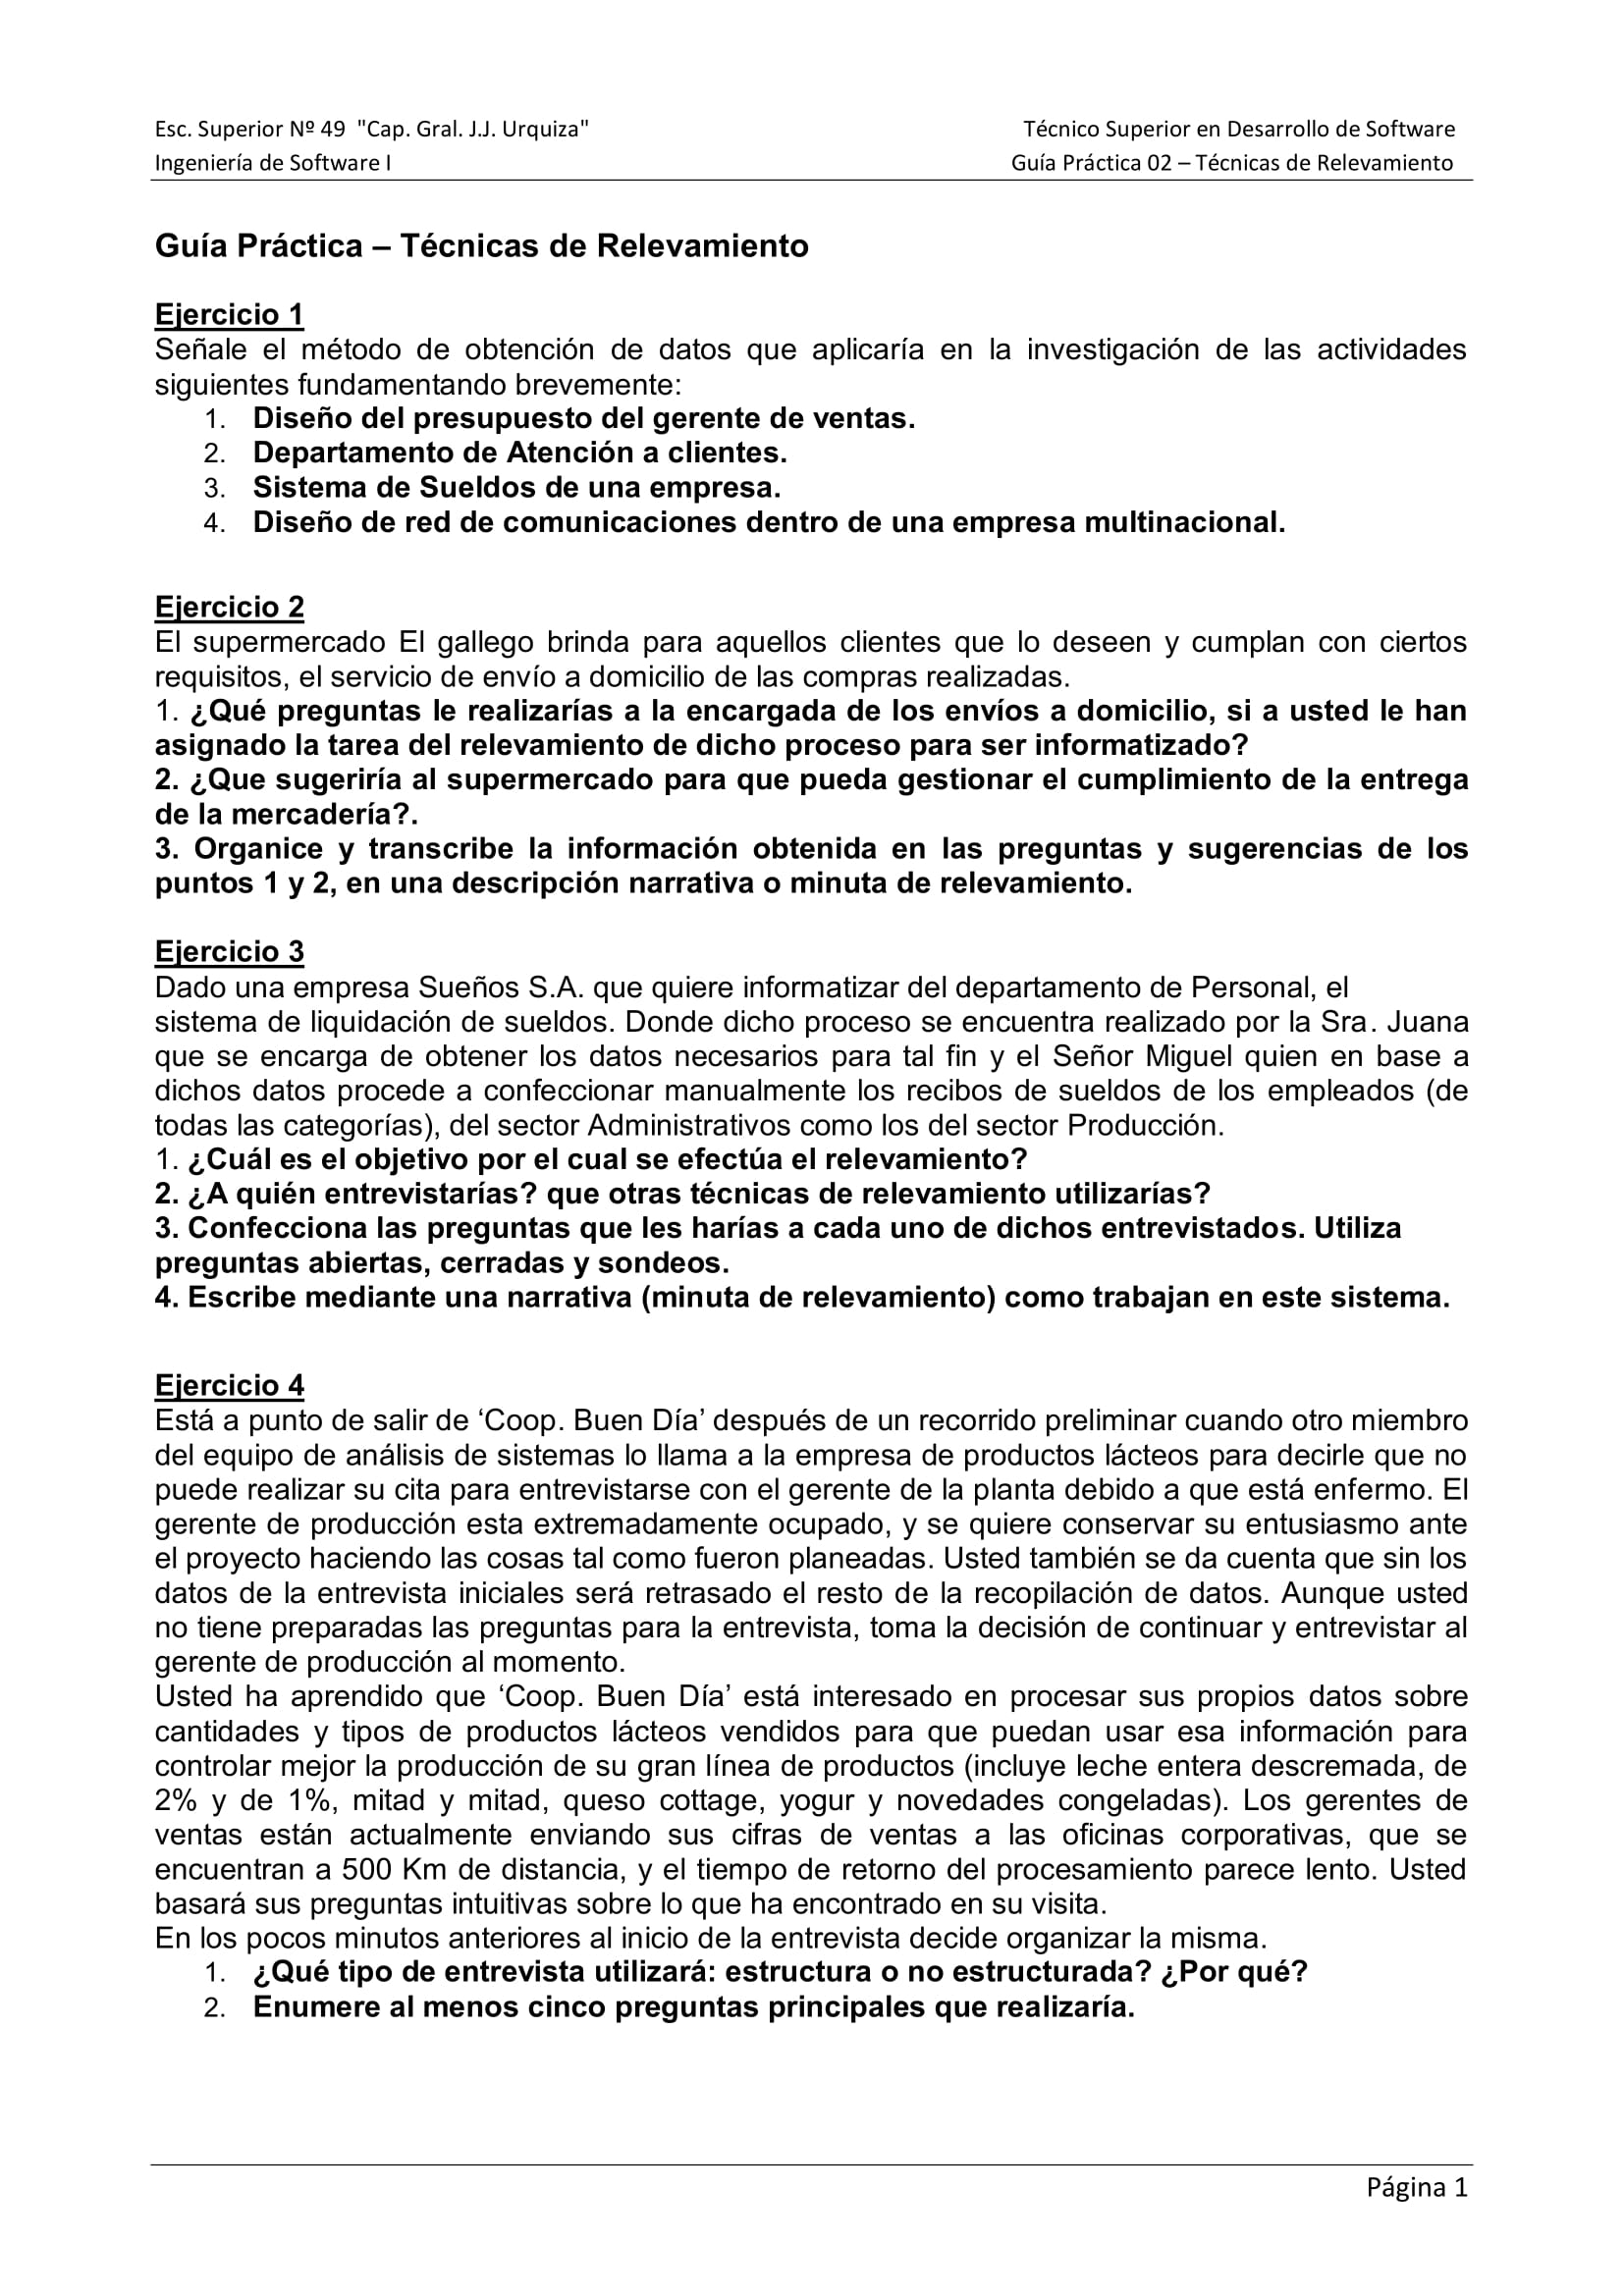 Esc. Superior Nº 49  "Cap. Gral. J.J. Urquiza"
Técnico Superior en Desarrollo de Software
Ingeniería de Software I
Guía Práctica 02 – Técnicas de Relevamiento
Guía Práctica – Técnicas de Relevamiento
Ejercicio 1
Señale el método de obtención de datos que aplicaría en la investigación de las actividades
siguientes fundamentando brevemente:
1. Diseño del presupuesto del gerente de ventas.
2. Departamento de Atención a clientes.
3. Sistema de Sueldos de una empresa.
4. Diseño de red de comunicaciones dentro de una empresa multinacional.
Ejercicio 2
El supermercado El gallego brinda para aquellos clientes que lo deseen y cumplan con ciertos
requisitos, el servicio de envío a domicilio de las compras realizadas.
1. ¿Qué preguntas le realizarías a la encargada de los envíos a domicilio, si a usted le han
asignado la tarea del relevamiento de dicho proceso para ser informatizado?
2. ¿Que sugeriría al supermercado para que pueda gestionar el cumplimiento de la entrega
de la mercadería?.
3. Organice y transcribe la información obtenida en las preguntas y sugerencias de los
puntos 1 y 2, en una descripción narrativa o minuta de relevamiento.
Ejercicio 3
Dado una empresa Sueños S.A. que quiere informatizar del departamento de Personal, el
sistema de liquidación de sueldos. Donde dicho proceso se encuentra realizado por la Sra. Juana
que se encarga de obtener los datos necesarios para tal fin y el Señor Miguel quien en base a
dichos datos procede a confeccionar manualmente los recibos de sueldos de los empleados (de
todas las categorías), del sector Administrativos como los del sector Producción.
1. ¿Cuál es el objetivo por el cual se efectúa el relevamiento?
2. ¿A quién entrevistarías? que otras técnicas de relevamiento utilizarías?
3. Confecciona las preguntas que les harías a cada uno de dichos entrevistados. Utiliza
preguntas abiertas, cerradas y sondeos.
4. Escribe mediante una narrativa (minuta de relevamiento) como trabajan en este sistema.
Ejercicio 4
Está a punto de salir de ‘Coop. Buen Día’ después de un recorrido preliminar cuando otro miembro
del equipo de análisis de sistemas lo llama a la empresa de productos lácteos para decirle que no
puede realizar su cita para entrevistarse con el gerente de la planta debido a que está enfermo. El
gerente de producción esta extremadamente ocupado, y se quiere conservar su entusiasmo ante
el proyecto haciendo las cosas tal como fueron planeadas. Usted también se da cuenta que sin los
datos de la entrevista iniciales será retrasado el resto de la recopilación de datos. Aunque usted
no tiene preparadas las preguntas para la entrevista, toma la decisión de continuar y entrevistar al
gerente de producción al momento.
Usted ha aprendido que ‘Coop. Buen Día’ está interesado en procesar sus propios datos sobre
cantidades y tipos de productos lácteos vendidos para que puedan usar esa información para
controlar mejor la producción de su gran línea de productos (incluye leche entera descremada, de
2% y de 1%, mitad y mitad, queso cottage, yogur y novedades congeladas). Los gerentes de
ventas están actualmente enviando sus cifras de ventas a las oficinas corporativas, que se
encuentran a 500 Km de distancia, y el tiempo de retorno del procesamiento parece lento. Usted
basará sus preguntas intuitivas sobre lo que ha encontrado en su visita.
En los pocos minutos anteriores al inicio de la entrevista decide organizar la misma.
1. ¿Qué tipo de entrevista utilizará: estructura o no estructurada? ¿Por qué?
2. Enumere al menos cinco preguntas principales que realizaría.
Página 1